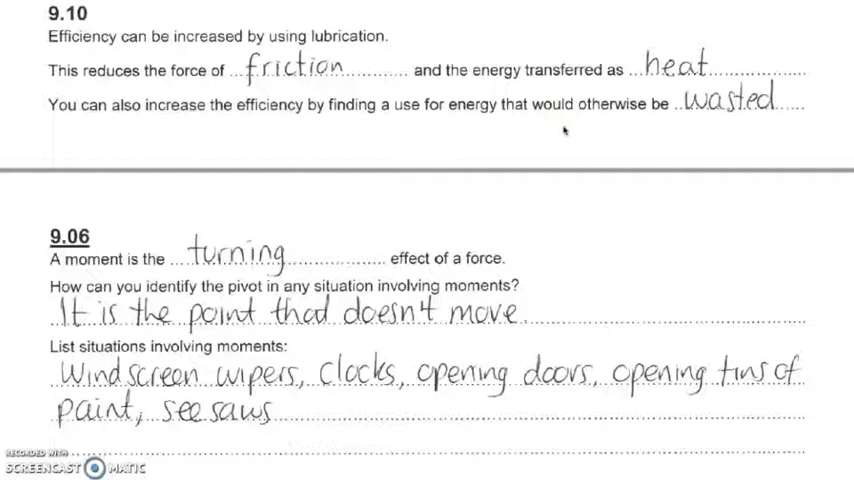 9.10
Efficiency can be increased by using lubrication.
This reduces the force of ...friction............ and the energy transferred as ...heat..................
You can also increase the efficiency by finding a use for energy that would otherwise be ..wasted.....
9.06
A moment is the ...turning..................... effect of a force.
How can you identify the pivot in any situation involving moments?
It is the point that doesn't move
List situations involving moments:
Windscreen wipers, clocks, opening doors, opening tins of
paint, see saws
RECORDED WITH
SCREENCAST MATIC